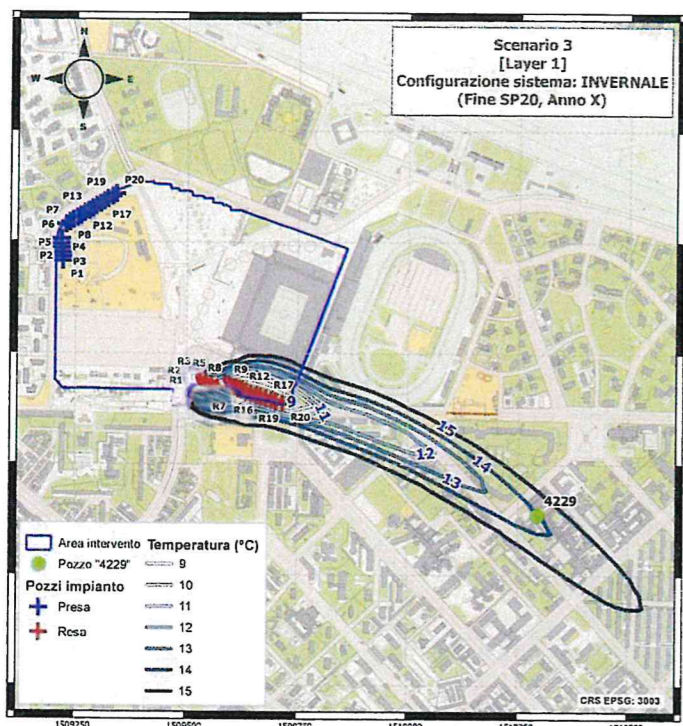 Scenario 3
[Layer 1]
Configurazione sistema: INVERNALE
(Fine SP20, Anno X)
N
W
E
S
P20
P19
P13
P17
P7
P12
P6
P8
P5
P4
P2
P3
P1
R3
R5
R8
R9
R2
R12
R1
R17
R7
R16
R19
R20
9
11
12
13
14
15
4229
Area intervento
Pozzo "4229"
Pozzi impianto
Presa
Resa
Temperatura (°C)
9
10
11
12
13
14
15
CRS EPSG: 3003
1509250
1509500
1509750